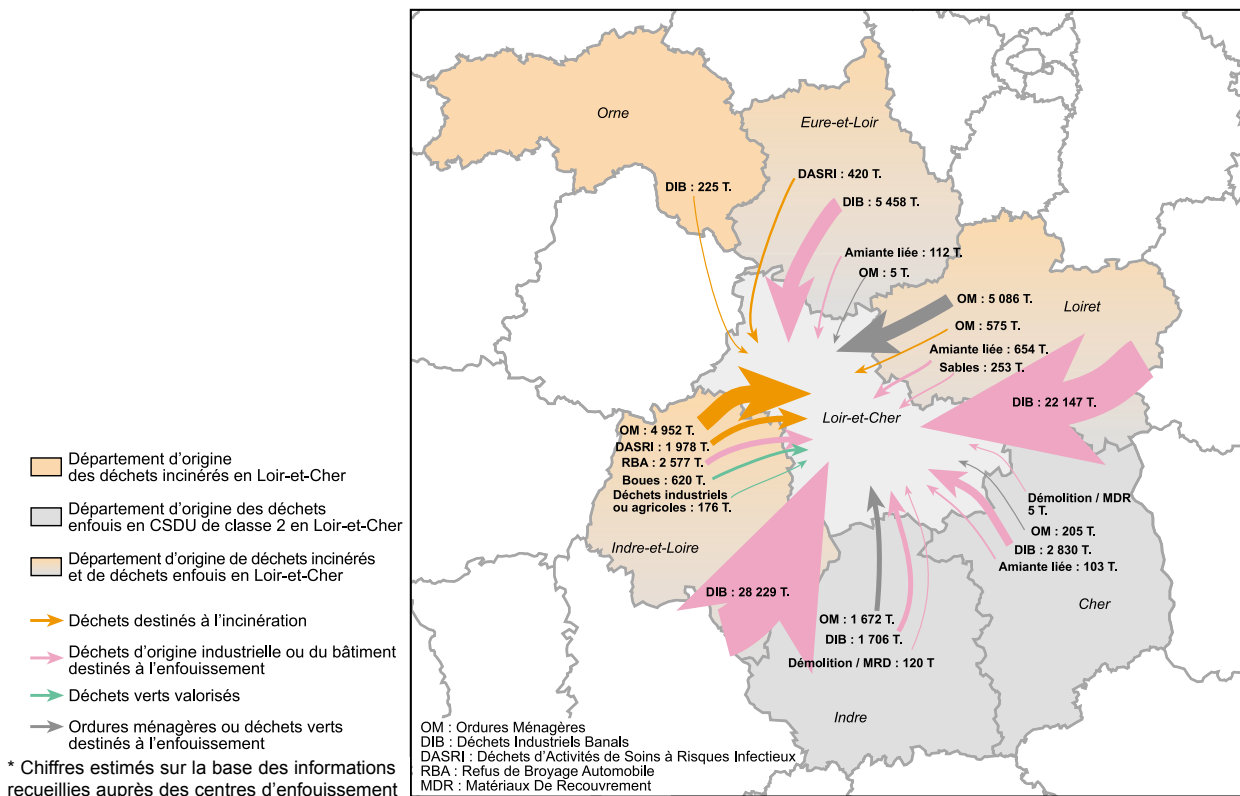 Orne
Eure-et-Loir
DIB : 225 T.
DASRI : 420 T.
DIB : 5 458 T.
Amiante liée : 112 T.
OM : 5 T.
OM : 5 086 T.
Loiret
OM : 575 T.
Amiante liée : 654 T.
Sables : 253 T.
DIB : 22 147 T.
Loir-et-Cher
OM : 4 952 T.
DASRI : 1 978 T.
RBA : 2 577 T.
Boues : 620 T.
Déchets industriels
ou agricoles : 176 T.
Indre-et-Loire
DIB : 28 229 T.
Démolition / MDR
5 T.
OM : 205 T.
DIB : 2 830 T.
Amiante liée : 103 T.
Cher
OM : 1 672 T.
DIB : 1 706 T.
Démolition / MRD : 120 T
Indre
OM : Ordures Ménagères
DIB : Déchets Industriels Banals
DASRI : Déchets d'Activités de Soins à Risques Infectieux
RBA : Refus de Broyage Automobile
MDR : Matériaux De Recouvrement
Département d'origine
des déchets incinérés en Loir-et-Cher
Département d'origine des déchets
enfouis en CSDU de classe 2 en Loir-et-Cher
Département d'origine de déchets incinérés
et de déchets enfouis en Loir-et-Cher
Déchets destinés à l'incinération
Déchets d'origine industrielle ou du bâtiment
destinés à l'enfouissement
Déchets verts valorisés
Ordures ménagères ou déchets verts
destinés à l'enfouissement
* Chiffres estimés sur la base des informations
recueillies auprès des centres d'enfouissement